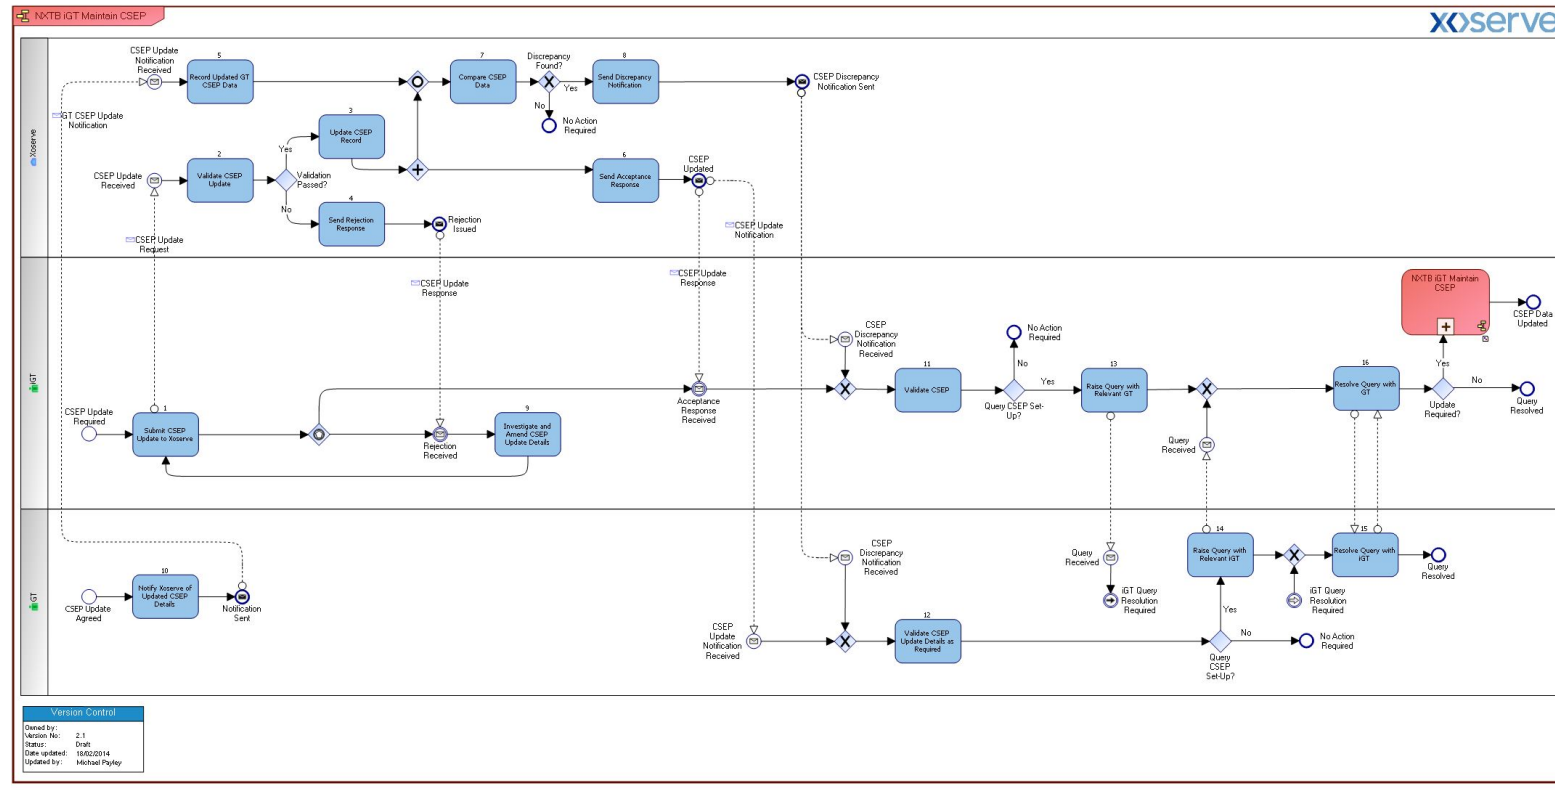 NXTB iGT Maintain CSEP
xoserve
Xoserve
CSEP Update
Notification
Received
5
Record Updated GT
CSEP Data
7
Compare CSEP
Data
Discrepancy
Found?
Yes
No
No Action
Required
8
Send Discrepancy
Notification
CSEP Discrepancy
Notification Sent
GT CSEP Update
Notification
3
Update CSEP
Record
CSEP Update
Received
2
Validate CSEP
Update
Yes
Validation
Passed?
No
4
Send Rejection
Response
Rejection
Issued
6
Send Acceptance
Response
CSEP
Updated
CSEP Update
Request
CSEP Update
Notification
CSEP Update
Response
CSEP Update
Response
iGT
CSEP Update
Required
1
Submit CSEP
Update to Xoserve
Rejection
Received
9
Investigate and
Amend CSEP
Update Details
Acceptance
Response
Received
CSEP
Discrepancy
Notification
Received
11
Validate CSEP
No Action
Required
No
Query CSEP Set-
Up?
Yes
13
Raise Query with
Relevant GT
Query
Received
16
Resolve Query with
GT
NXTB iGT Maintain
CSEP
CSEP Data
Updated
Yes
Update
Required?
No
Query
Resolved
GT
CSEP Update
Agreed
10
Notify Xoserve of
Updated CSEP
Details
Notification
Sent
CSEP
Update
Notification
Received
CSEP
Discrepancy
Notification
Received
12
Validate CSEP
Update Details as
Required
Query
Received
iGT Query
Resolution
Required
14
Raise Query with
Relevant iGT
Yes
Query
CSEP
Set-Up?
No
No Action
Required
iGT Query
Resolution
Required
15
Resolve Query with
iGT
Query
Resolved
Version Control
Owned by:
Version No: 2.1
Status: Draft
Date updated: 18/02/2014
Updated by: Michael Payley